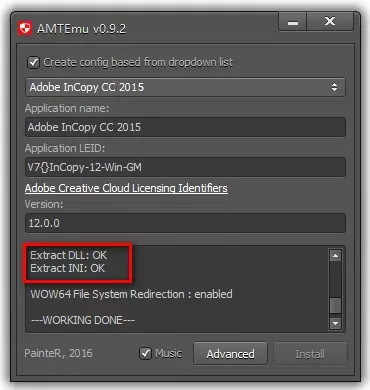 AMTEmu v0.9.2
Create config based from dropdown list
Adobe InCopy CC 2015
Application name:
Adobe InCopy CC 2015
Application LEID:
V7{}InCopy-12-Win-GM
Adobe Creative Cloud Licensing Identifiers
Version:
12.0.0
Extract DLL: OK
Extract INI: OK
WOW64 File System Redirection : enabled
---WORKING DONE---
PainteR, 2016
Music
Advanced
Install